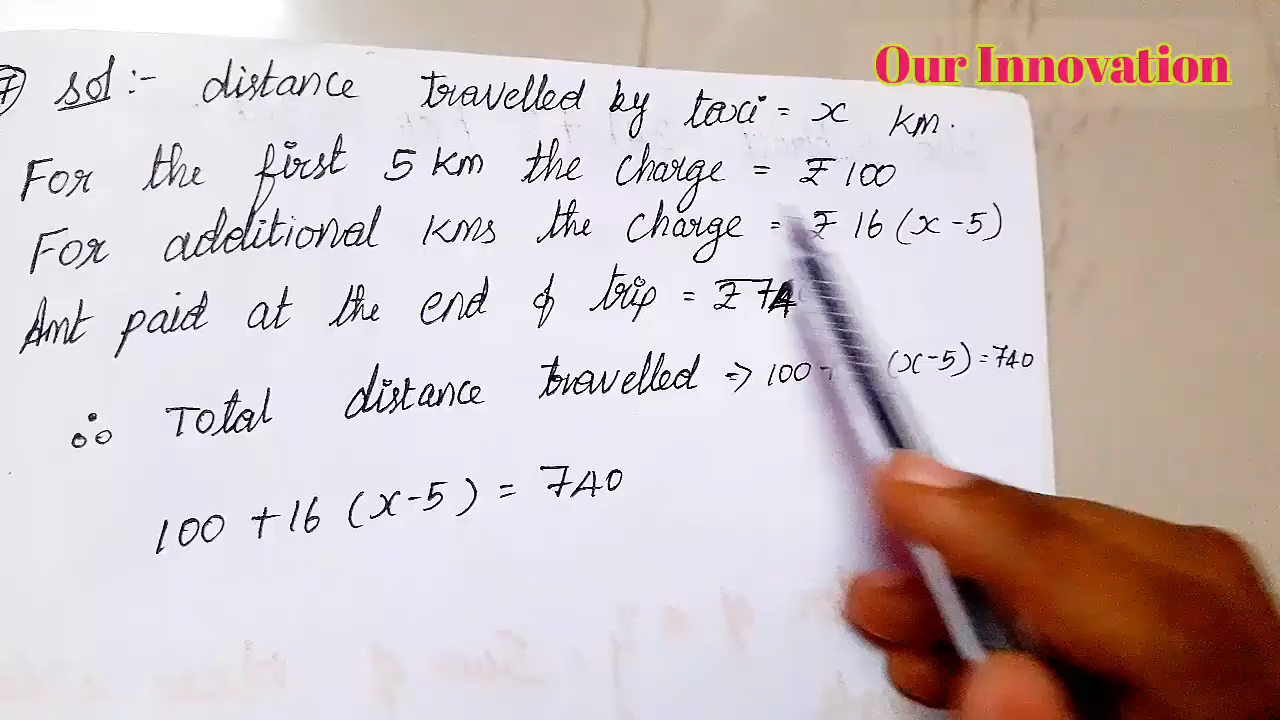 Our Innovation
7) sol :- distance travelled by taxi = x km.
For the first 5 km the charge = ₹ 100
For additional kms the charge = ₹ 16 (x - 5)
Amt paid at the end of trip = ₹ 74
∴ Total distance travelled ⇒ 100 (x - 5) = 740
100 + 16 (x - 5) = 740